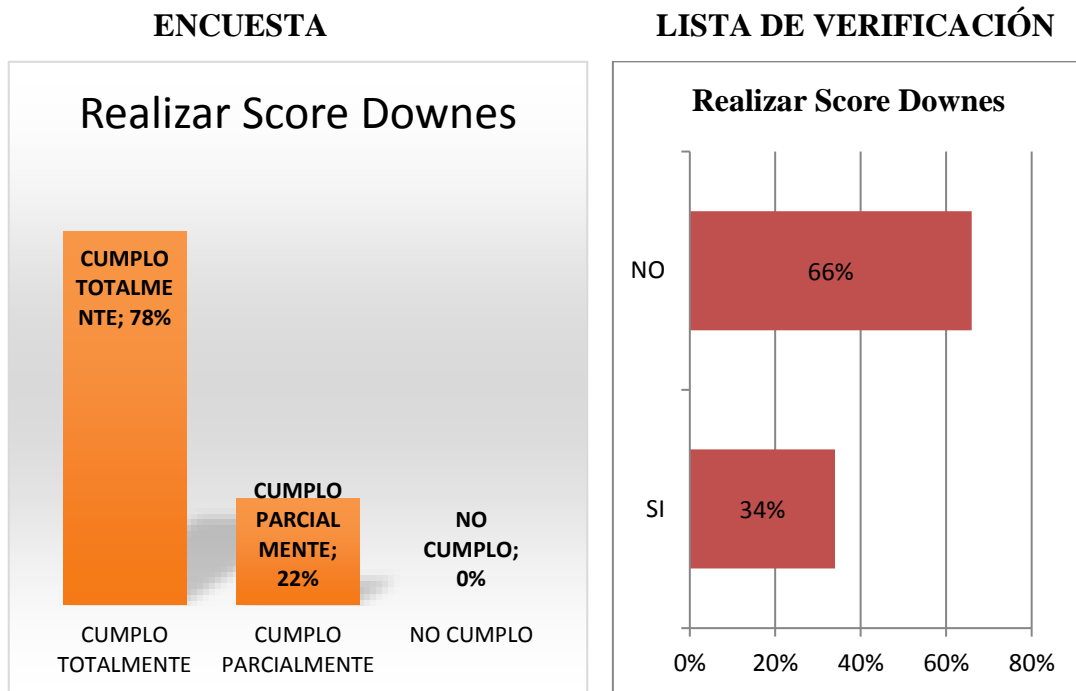 ENCUESTA
Realizar Score Downes
CUMPLO
TOTALME
NTE; 78%
CUMPLO
PARCIAL
MENTE;
22%
NO
CUMPLO;
0%
CUMPLO
TOTALMENTE
CUMPLO
PARCIALMENTE
NO CUMPLO
LISTA DE VERIFICACIÓN
Realizar Score Downes
NO
66%
SI
34%
0% 20% 40% 60% 80%